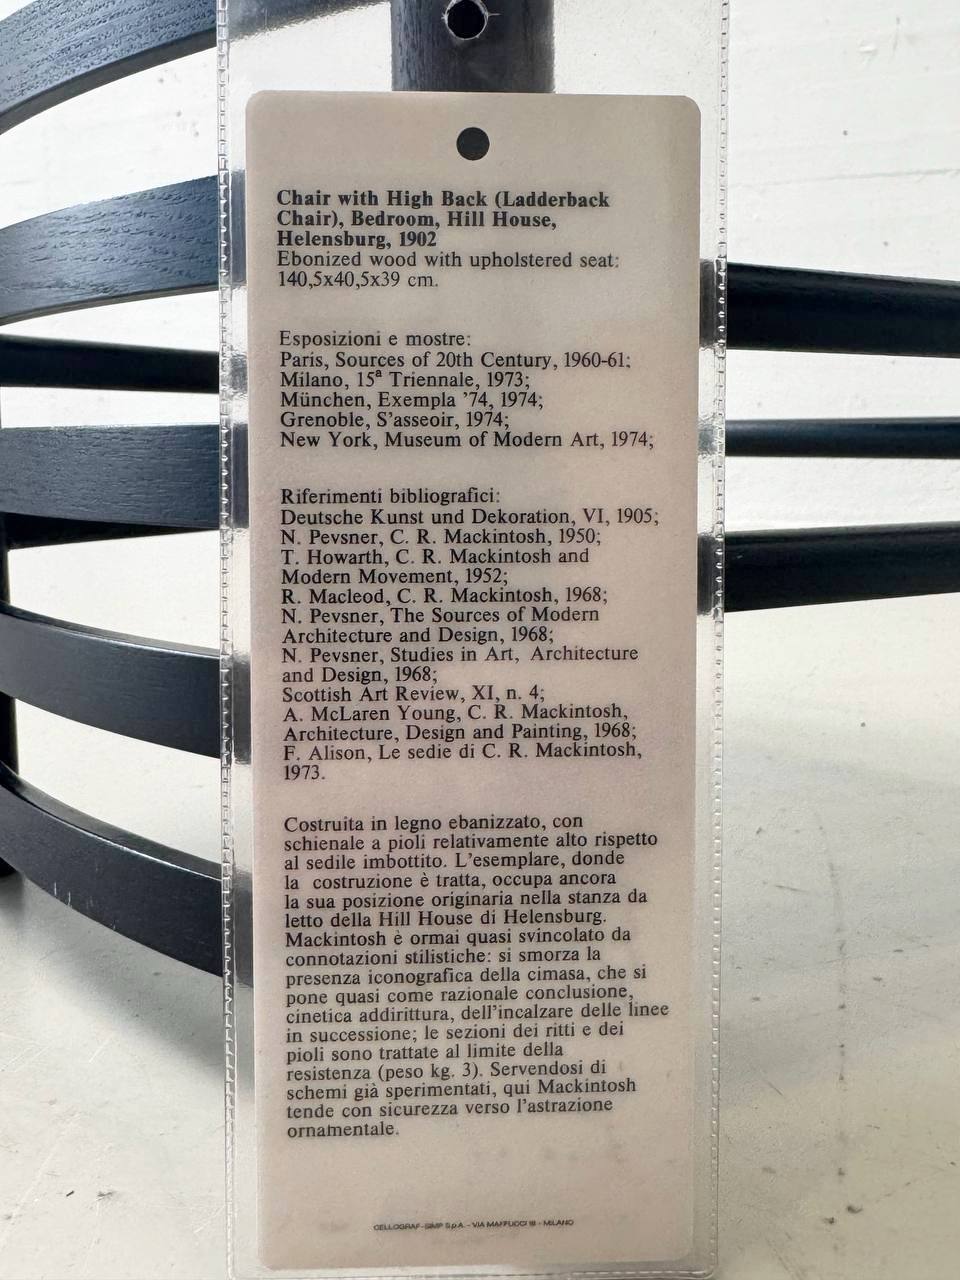 Chair with High Back (Ladderback
Chair), Bedroom, Hill House,
Helensburg, 1902
Ebonized wood with upholstered seat:
140,5x40,5x39 cm.
Esposizioni e mostre:
Paris, Sources of 20th Century, 1960-61;
Milano, 15ª Triennale, 1973;
München, Exempla '74, 1974;
Grenoble, S'asseoir, 1974;
New York, Museum of Modern Art, 1974;
Riferimenti bibliografici:
Deutsche Kunst und Dekoration, VI, 1905;
N. Pevsner, C. R. Mackintosh, 1950;
T. Howarth, C. R. Mackintosh and
Modern Movement, 1952;
R. Macleod, C. R. Mackintosh, 1968;
N. Pevsner, The Sources of Modern
Architecture and Design, 1968;
N. Pevsner, Studies in Art, Architecture
and Design, 1968;
Scottish Art Review, XI, n. 4;
A. McLaren Young, C. R. Mackintosh,
Architecture, Design and Painting, 1968;
F. Alison, Le sedie di C. R. Mackintosh,
1973.
Costruita in legno ebanizzato, con
schienale a pioli relativamente alto rispetto
al sedile imbottito. L'esemplare, donde
la costruzione è tratta, occupa ancora
la sua posizione originaria nella stanza da
letto della Hill House di Helensburg.
Mackintosh è ormai quasi svincolato da
connotazioni stilistiche: si smorza la
presenza iconografica della cimasa, che si
pone quasi come razionale conclusione,
cinetica addirittura, dell'incalzare delle linee
in successione; le sezioni dei ritti e dei
pioli sono trattate al limite della
resistenza (peso kg. 3). Servendosi di
schemi già sperimentati, qui Mackintosh
tende con sicurezza verso l'astrazione
ornamentale.
CELLOGRAF-SIMP S.p.A. - VIA MAFFUCCI 18 - MILANO